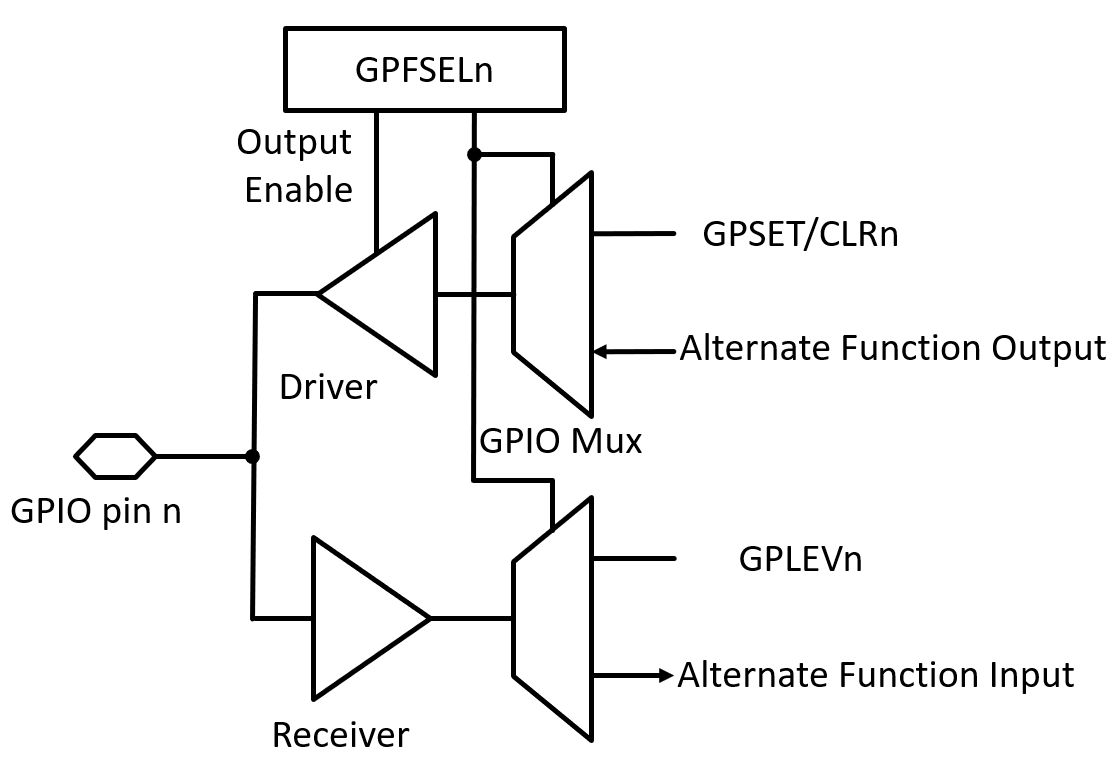 GPFSELn
Output
Enable
GPSET/CLRn
Alternate Function Output
Driver
GPIO Mux
GPIO pin n
GPLEVn
Alternate Function Input
Receiver